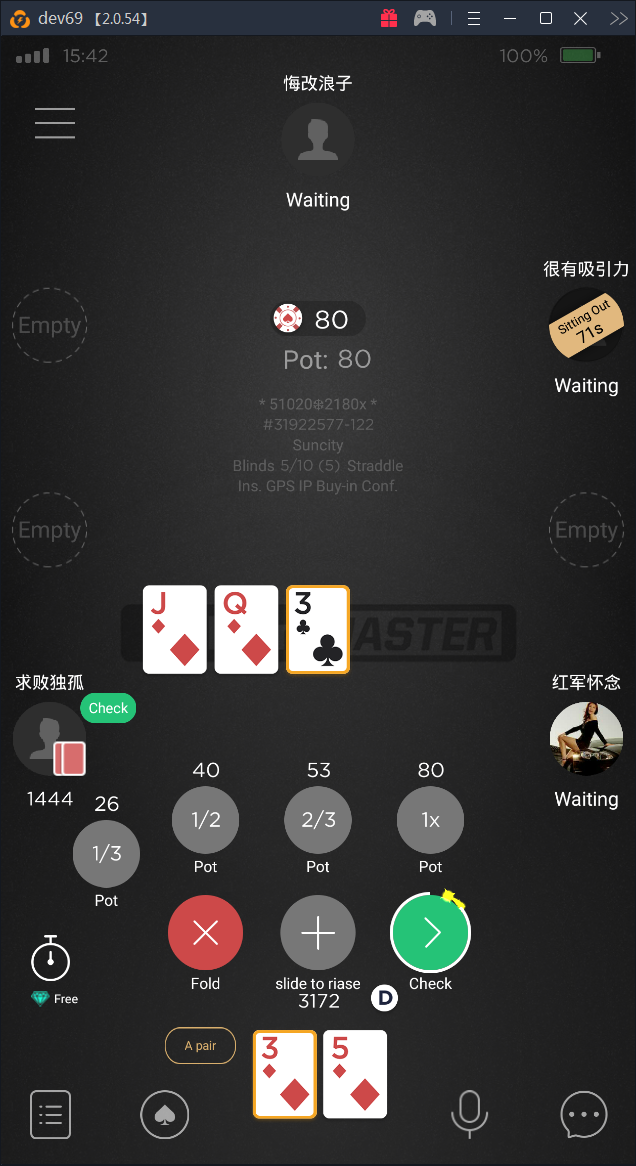 dev69 【2.0.54】
15:42
100%
悔改浪子
Waiting
很有吸引力
Sitting Out
71s
Waiting
Empty
80
Pot: 80
* 51020❄2180x *
#31922577-122
Suncity
Blinds 5/10 (5) Straddle
Ins. GPS IP Buy-in Conf.
Empty
Empty
J
Q
3
ASTER
求败独孤
Check
1444
红军怀念
Waiting
40
53
80
26
1/2
2/3
1x
1/3
Pot
Pot
Pot
Pot
Fold
slide to riase
Check
3172
D
Free
A pair
3
5